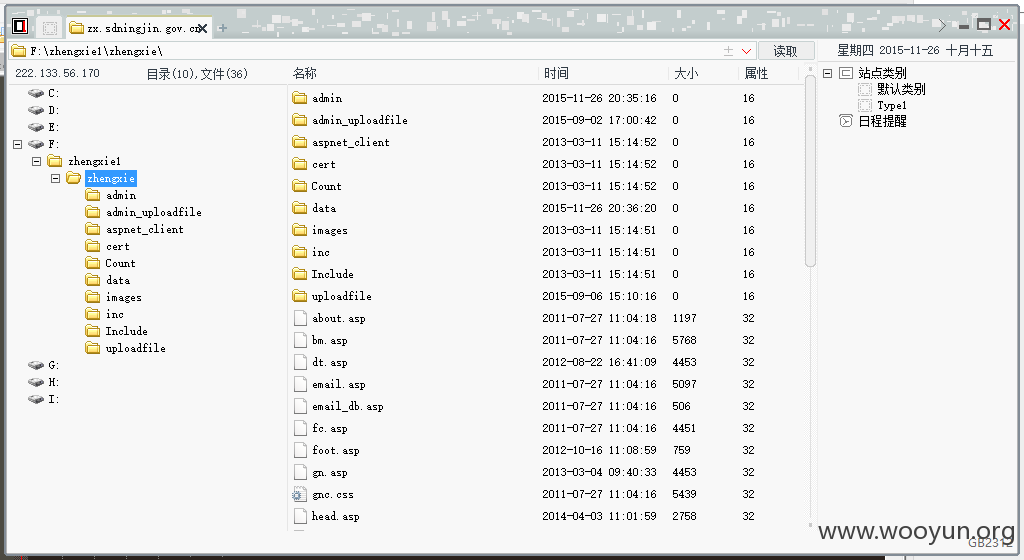 zx.sdningjin.gov.cn
F:\zhengxie1\zhengxie\
读取
星期四 2015-11-26 十月十五
222.133.56.170 目录(10),文件(36)
名称 时间 大小 属性
C:
D:
E:
F:
zhengxie1
zhengxie
admin
admin_uploadfile
aspnet_client
cert
Count
data
images
inc
Include
uploadfile
G:
H:
I:
admin 2015-11-26 20:35:16 0 16
admin_uploadfile 2015-09-02 17:00:42 0 16
aspnet_client 2013-03-11 15:14:52 0 16
cert 2013-03-11 15:14:52 0 16
Count 2013-03-11 15:14:52 0 16
data 2015-11-26 20:36:20 0 16
images 2013-03-11 15:14:51 0 16
inc 2013-03-11 15:14:51 0 16
Include 2013-03-11 15:14:51 0 16
uploadfile 2015-09-06 15:10:16 0 16
about.asp 2011-07-27 11:04:18 1197 32
bm.asp 2011-07-27 11:04:16 5768 32
dt.asp 2012-08-22 16:41:09 4453 32
email.asp 2011-07-27 11:04:16 5097 32
email_db.asp 2011-07-27 11:04:16 506 32
fc.asp 2011-07-27 11:04:16 4451 32
foot.asp 2012-10-16 11:08:59 759 32
gn.asp 2013-03-04 09:40:33 4453 32
gnc.css 2011-07-27 11:04:16 5439 32
head.asp 2014-04-03 11:01:59 2758 32
站点类别
默认类别
Type1
日程提醒
www.wooyun.org
GB2312